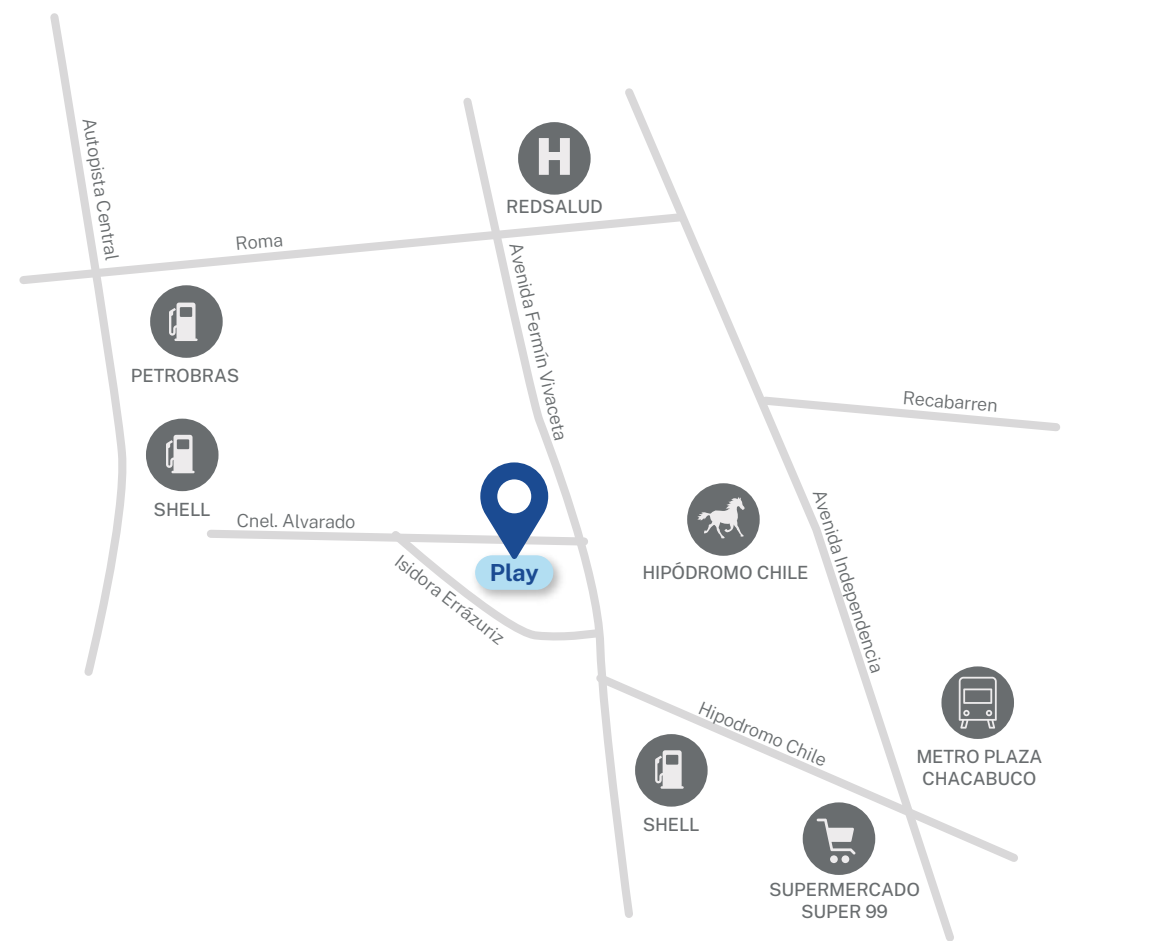 Autopista Central
H
REDSALUD
Roma
Avenida Fermín Vivaceta
PETROBRAS
Recabarren
SHELL
Cnel. Alvarado
Isidora Errázuriz
Play
HIPÓDROMO CHILE
Avenida Independencia
Hipodromo Chile
METRO PLAZA
CHACABUCO
SHELL
SUPERMERCADO
SUPER 99